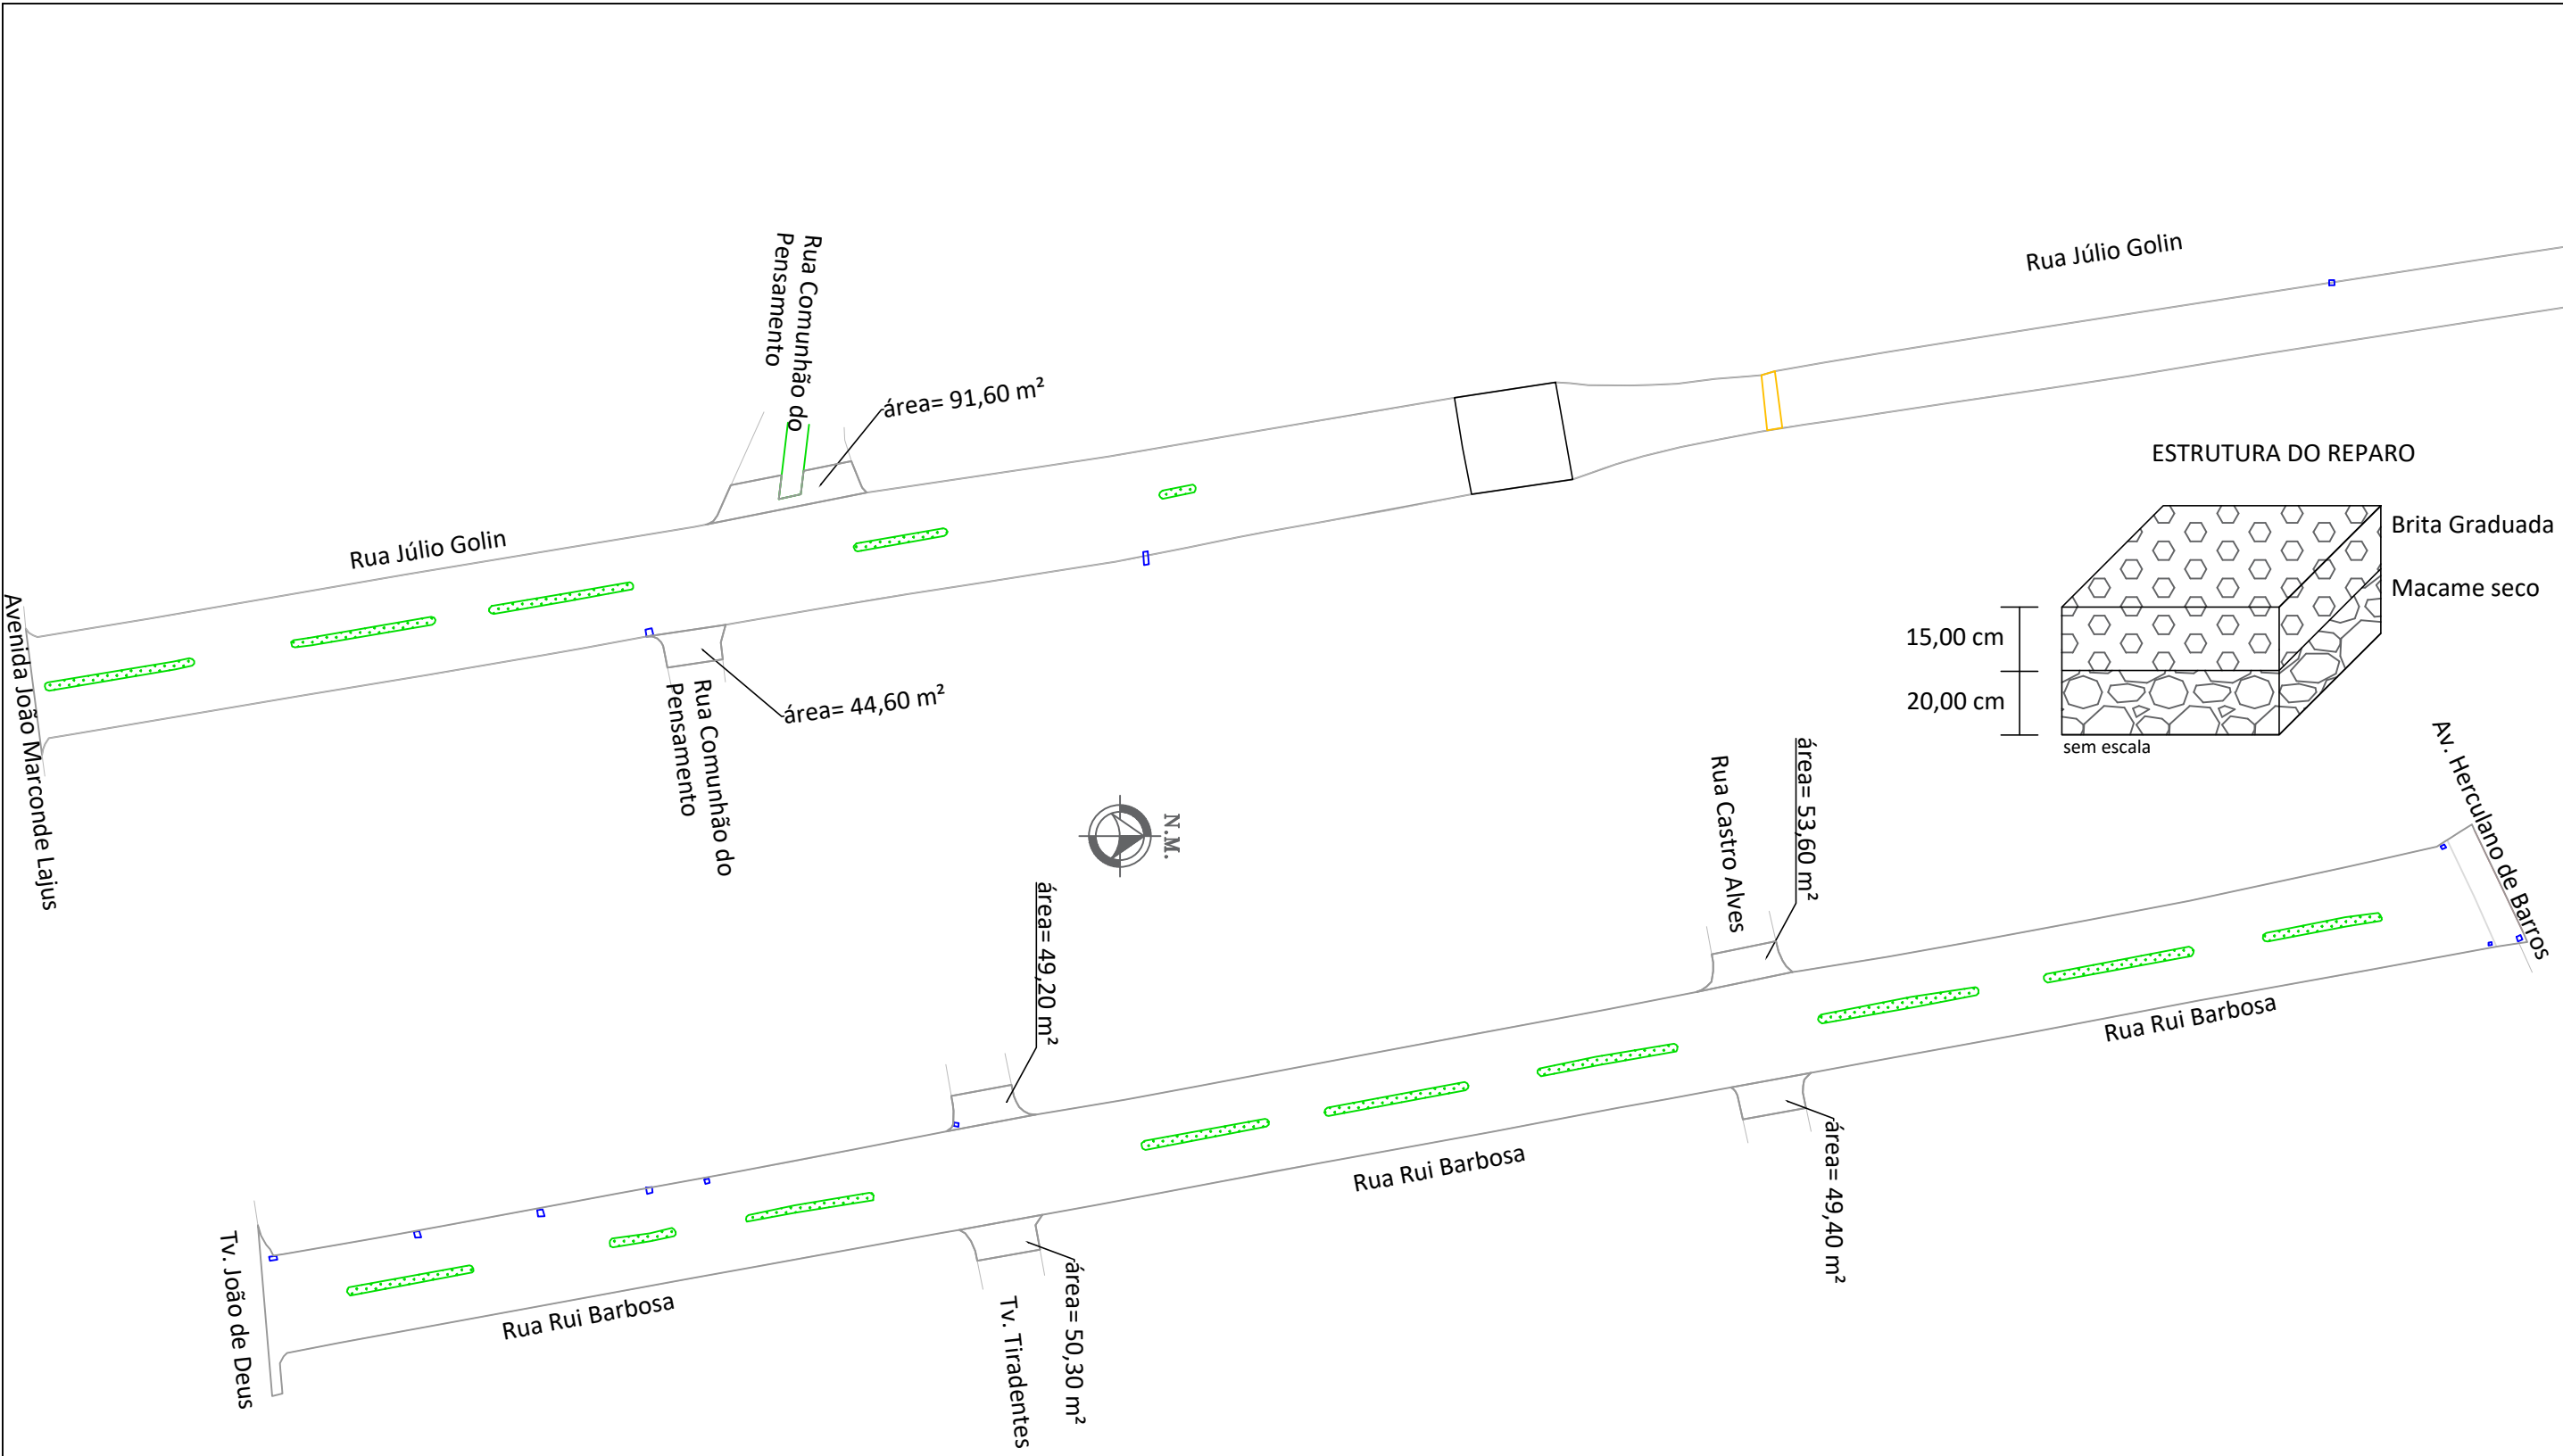 Rua Júlio Golin
Rua Comunhão do
Pensamento
área= 91,60 m²
ESTRUTURA DO REPARO
Brita Graduada
Macame seco
15,00 cm
20,00 cm
sem escala
Rua Júlio Golin
Avenida João Marconde Lajus
Rua Comunhão do
Pensamento
área= 44,60 m²
N.M.
Rua Castro Alves
área= 53,60 m²
Av. Herculano de Barros
área= 49,20 m²
Rua Rui Barbosa
Rua Rui Barbosa
área= 49,40 m²
Tv. João de Deus
Rua Rui Barbosa
Tv. Tiradentes
área= 50,30 m²